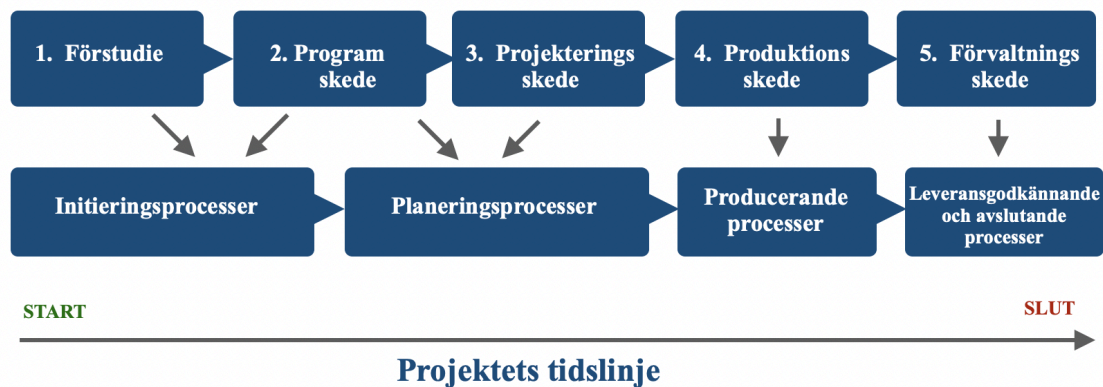 1. Förstudie
2. Program
skede
3. Projekterings
skede
4. Produktions
skede
5. Förvaltnings
skede
Initieringsprocesser
Planeringsprocesser
Producerande
processer
Leveransgodkännande
och avslutande
processer
START
SLUT
Projektets tidslinje